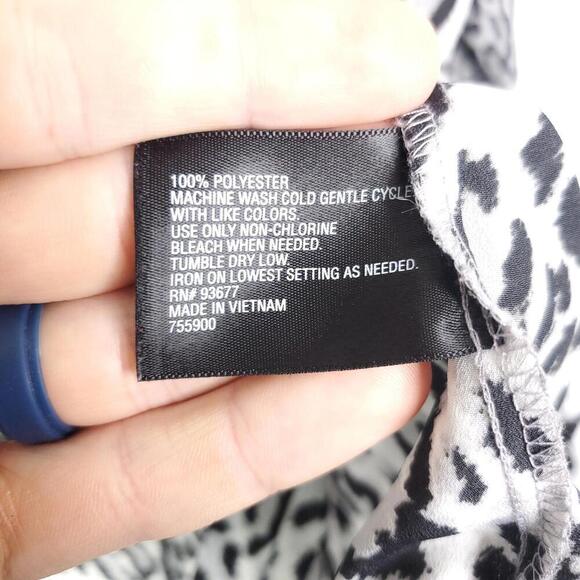 100% POLYESTER
MACHINE WASH COLD GENTLE CYCLE
WITH LIKE COLORS.
USE ONLY NON-CHLORINE
BLEACH WHEN NEEDED.
TUMBLE DRY LOW.
IRON ON LOWEST SETTING AS NEEDED.
RN# 93677
MADE IN VIETNAM
755900